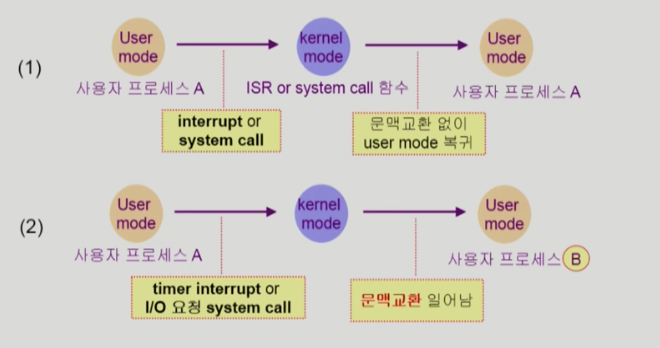 (1)
User mode
kernel mode
User mode
사용자 프로세스 A
ISR or system call 함수
사용자 프로세스 A
interrupt or
system call
문맥교환 없이
user mode 복귀
(2)
User mode
kernel mode
User mode
사용자 프로세스 A
사용자 프로세스 B
timer interrupt or
I/O 요청 system call
문맥교환 일어남